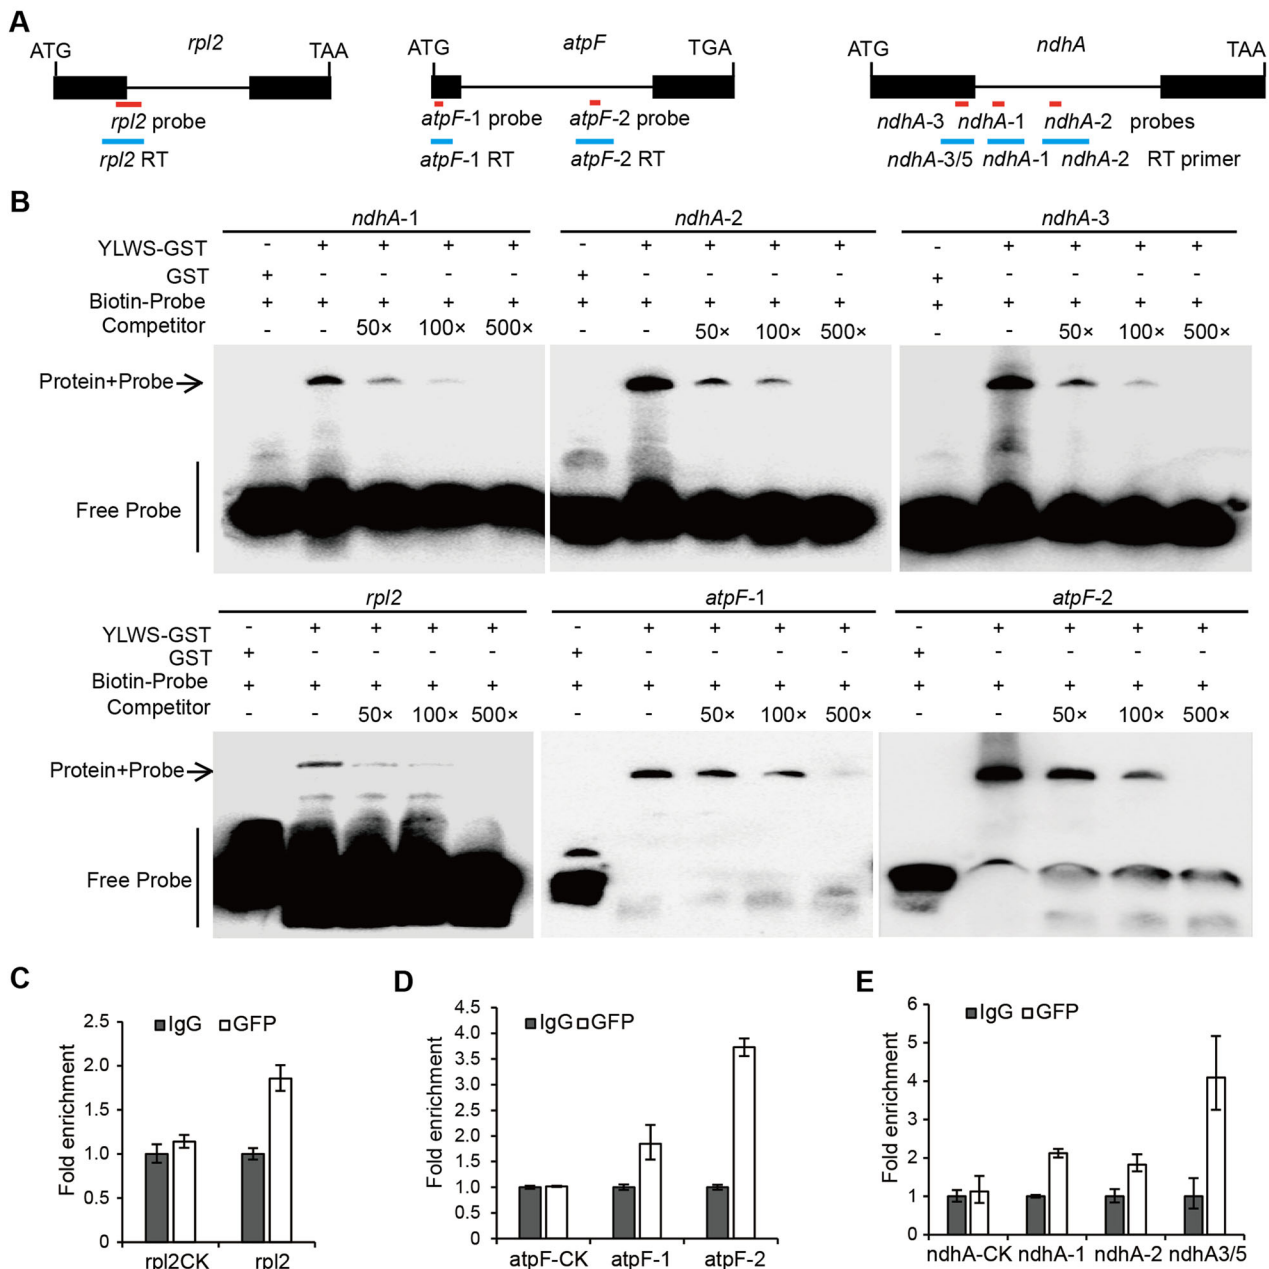 A
rpl2
atpF
ndhA
ATG
TAA
ATG
TGA
ATG
TAA
rpl2 probe
atpF-1 probe
atpF-2 probe
ndhA-3
ndhA-1
ndhA-2
probes
rpl2 RT
atpF-1 RT
atpF-2 RT
ndhA-3/5
ndhA-1
ndhA-2
RT primer
B
ndhA-1
ndhA-2
ndhA-3
YLWS-GST - + + + + - + + + + - + + + +
GST + - - - - + - - - - + - - - -
Biotin-Probe + + + + + + + + + + + + + + +
Competitor - - 50× 100× 500× - - 50× 100× 500× - - 50× 100× 500×
Protein+Probe
Free Probe
rpl2
atpF-1
atpF-2
YLWS-GST - + + + + - + + + + - + + + +
GST + - - - - + - - - - + - - - -
Biotin-Probe + + + + + + + + + + + + + + +
Competitor - - 50× 100× 500× - - 50× 100× 500× - - 50× 100× 500×
Protein+Probe
Free Probe
C
Fold enrichment
IgG GFP
2.5
2.0
1.5
1.0
0.5
0
rpl2CK rpl2
D
Fold enrichment
IgG GFP
4.5
4.0
3.5
3.0
2.5
2.0
1.5
1.0
0.5
0
atpF-CK atpF-1 atpF-2
E
Fold enrichment
IgG GFP
6
5
4
3
2
1
0
ndhA-CK ndhA-1 ndhA-2 ndhA3/5